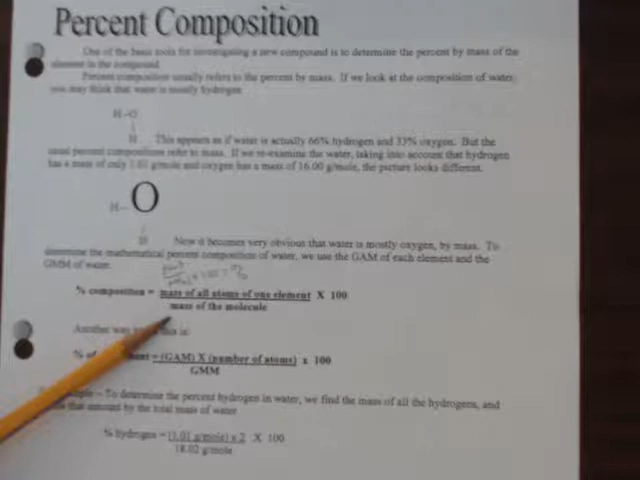 Percent Composition
One of the basic tools for investigating a new compound is to determine the percent by mass of the
element in the compound.
Percent composition usually refers to the percent by mass. If we look at the composition of water,
you may think that water is mostly hydrogen
H-O
H This appears as if water is actually 66% hydrogen and 33% oxygen. But the
usual percent compositions refer to mass. If we re-examine the water, taking into account that hydrogen
has a mass of only 1.01 g/mole and oxygen has a mass of 16.00 g/mole, the picture looks different.
H- O
H Now it becomes very obvious that water is mostly oxygen, by mass. To
determine the mathematical percent composition of water, we use the GAM of each element and the
GMM of water.
% composition = mass of all atoms of one element X 100
mass of the molecule
Another way is:
% of = (GAM) X (number of atoms) x 100
GMM
– To determine the percent hydrogen in water, we find the mass of all the hydrogens, and
that amount by the total mass of water
% hydrogen = (1.01 g/mole) x 2 X 100
18.02 g/mole